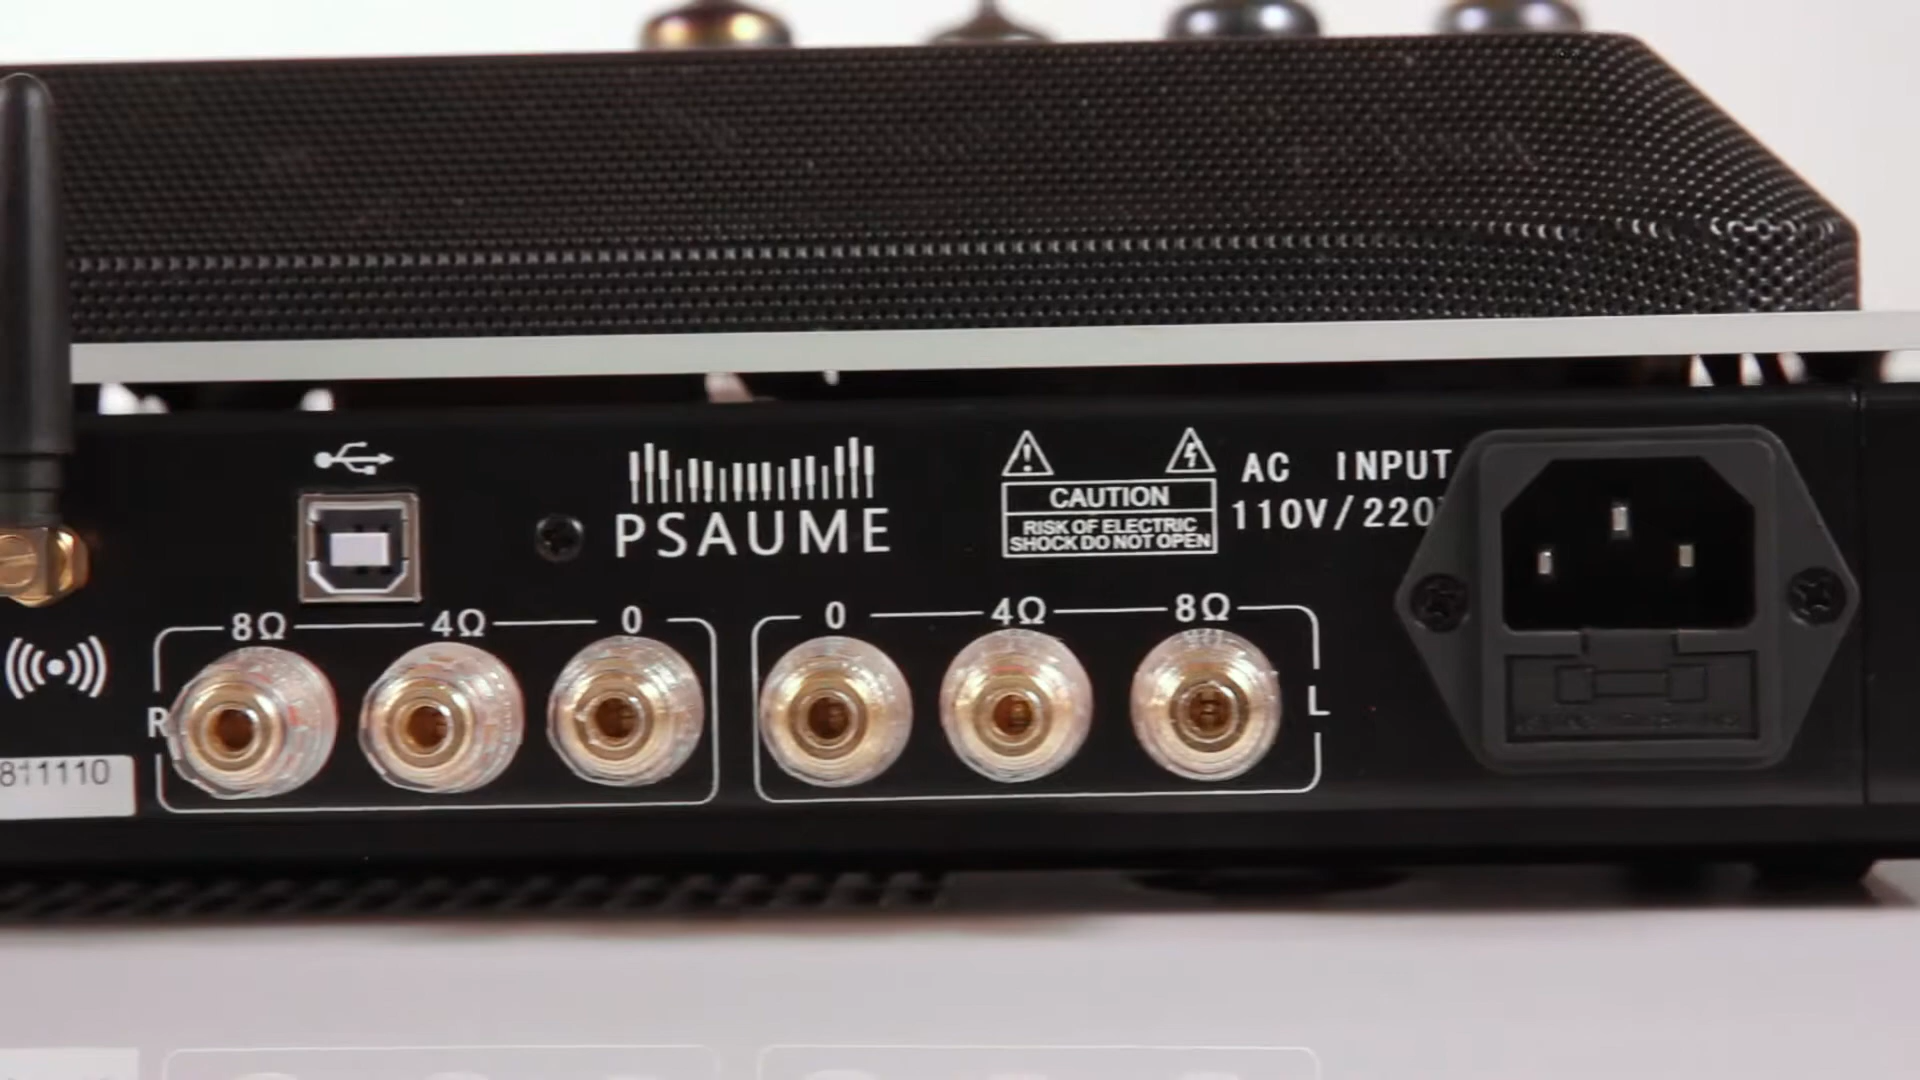 PSAUME
CAUTION
RISK OF ELECTRIC
SHOCK DO NOT OPEN
AC INPUT
110V/220
8Ω 4Ω 0
0 4Ω 8Ω
R
L
811110